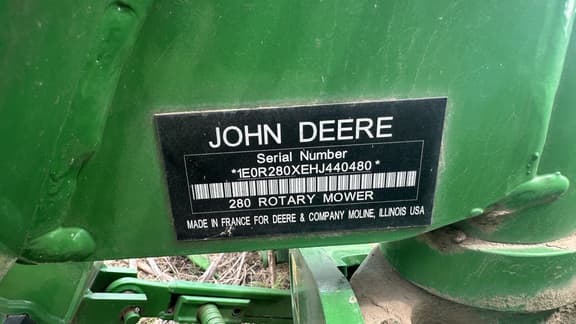 JOHN DEERE
Serial Number
*1E0R280XEHJ440480*
280 ROTARY MOWER
MADE IN FRANCE FOR DEERE & COMPANY MOLINE, ILLINOIS USA